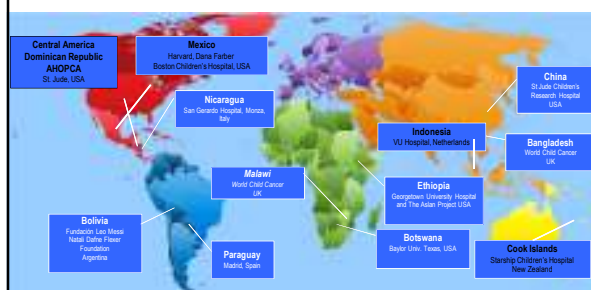 Central America
Dominican Republic
AHOPCA
St. Jude, USA
Mexico
Harvard, Dana Farber
Boston Children's Hospital, USA
Nicaragua
San Gerardo Hospital, Monza,
Italy
China
St Jude Children's
Research Hospital
USA
Indonesia
VU Hospital, Netherlands
Bangladesh
World Child Cancer
UK
Malawi
World Child Cancer
UK
Ethiopia
Georgetown University Hospital
and The Aslan Project USA
Bolivia
Fundación Leo Messi
Natali Dafne Flexer
Foundation
Argentina
Paraguay
Madrid, Spain
Botswana
Baylor Univ. Texas, USA
Cook Islands
Starship Children's Hospital
New Zealand